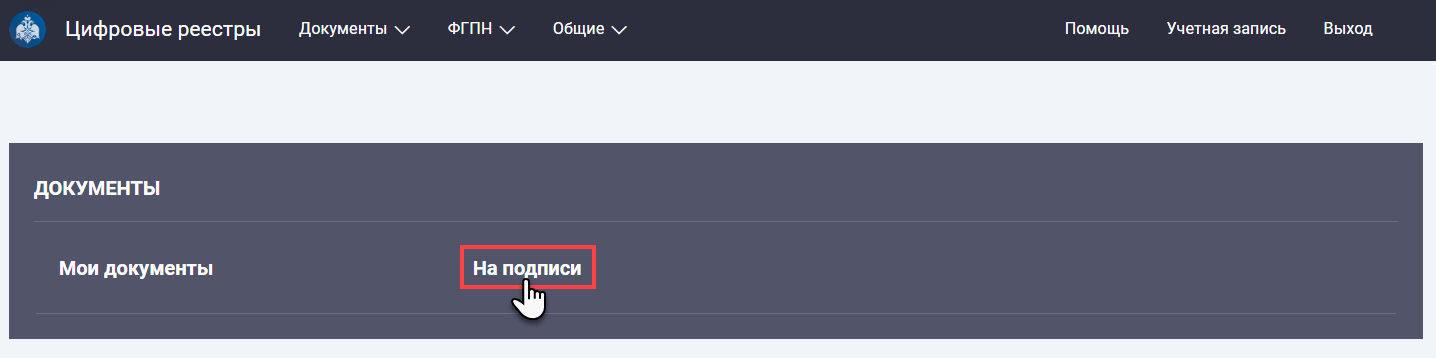 Цифровые реестры Документы ФГПН Общие Помощь Учетная запись Выход
ДОКУМЕНТЫ
Мои документы На подписи